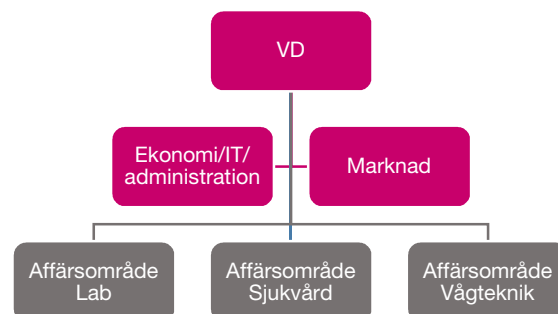 VD
Ekonomi/IT/
administration
Marknad
Affärsområde
Lab
Affärsområde
Sjukvård
Affärsområde
Vågteknik